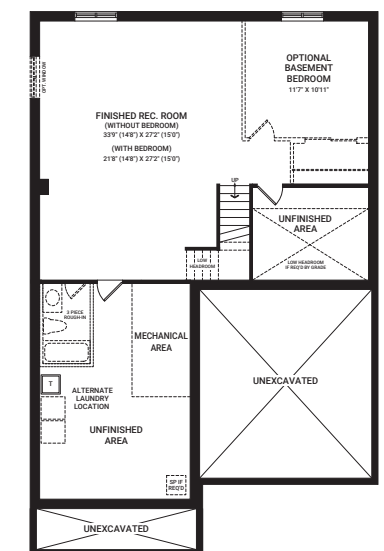 OPT. WINDOW
OPTIONAL
BASEMENT
BEDROOM
11'7" X 10'11"
FINISHED REC. ROOM
(WITHOUT BEDROOM)
33'9" (14'8") X 27'2" (15'0")
(WITH BEDROOM)
21'8" (14'8") X 27'2" (15'0")
UP
UNFINISHED
AREA
LOW HEADROOM
IF REQ'D BY GRADE
LOW
HEADROOM
3 PIECE
ROUGH-IN
MECHANICAL
AREA
T
ALTERNATE
LAUNDRY
LOCATION
UNFINISHED
AREA
SP IF
REQ'D
UNEXCAVATED
UNEXCAVATED